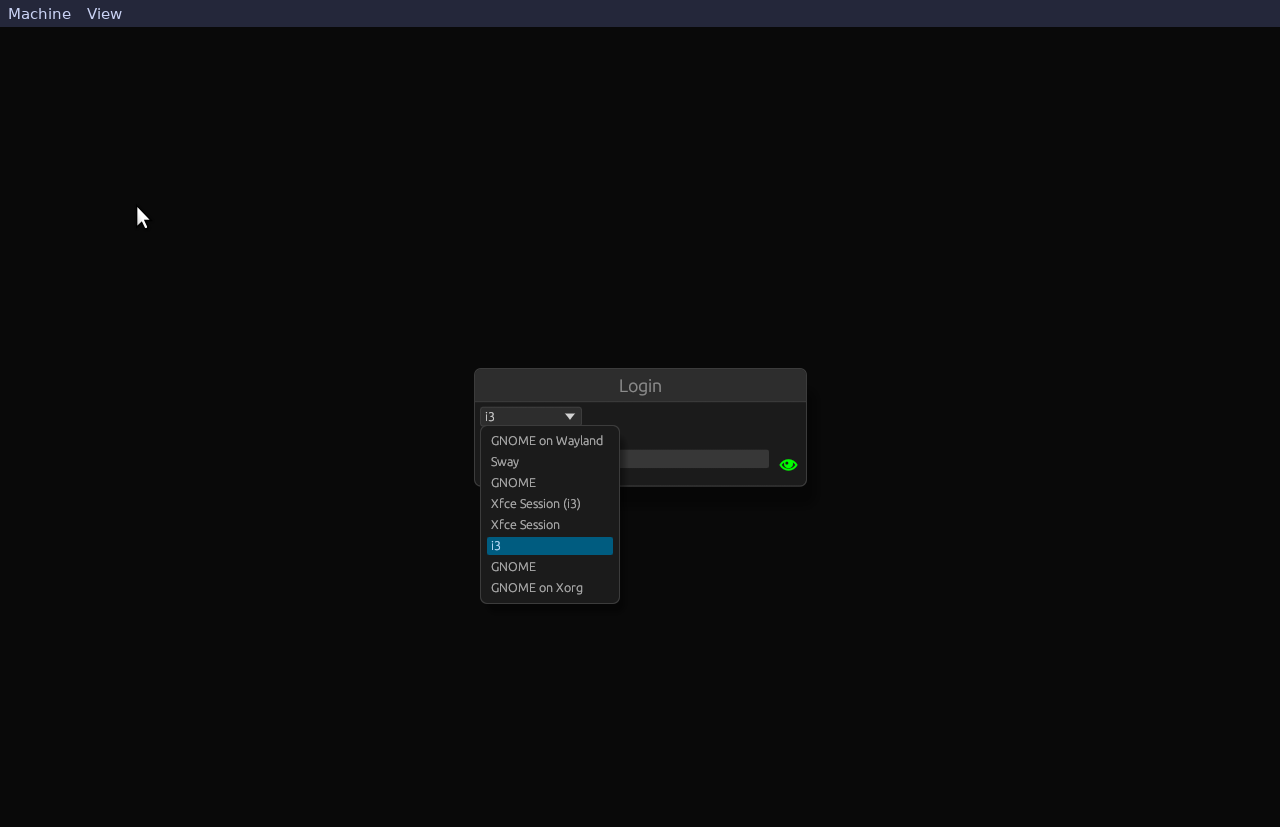 Machine View
Login
i3
GNOME on Wayland
Sway
GNOME
Xfce Session (i3)
Xfce Session
i3
GNOME
GNOME on Xorg